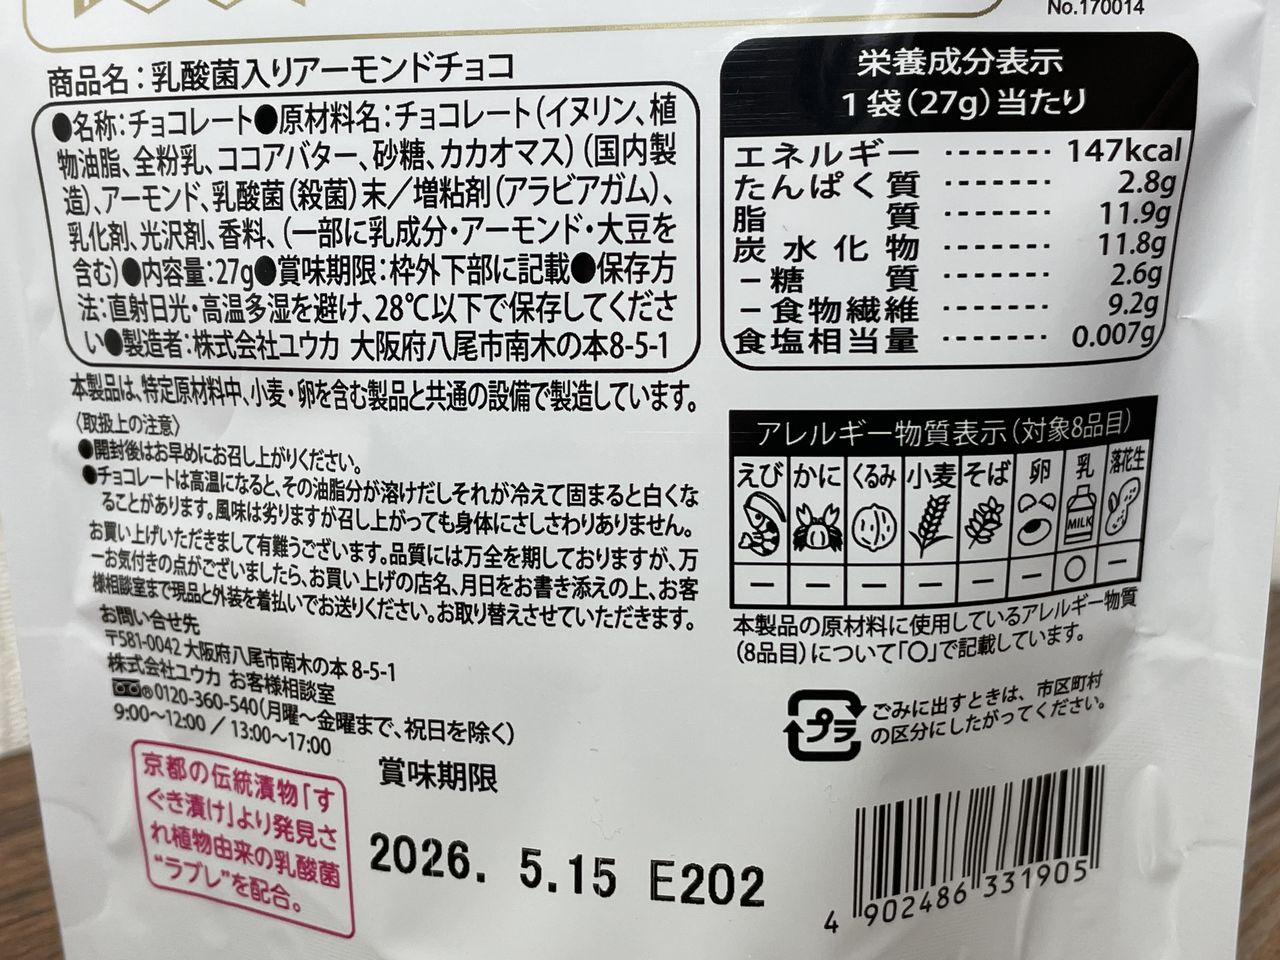 No.170014
商品名：乳酸菌入りアーモンドチョコ
●名称：チョコレート●原材料名：チョコレート（イヌリン、植
物油脂、全粉乳、ココアバター、砂糖、カカオマス）（国内製
造）、アーモンド、乳酸菌（殺菌）末／増粘剤（アラビアガム）、
乳化剤、光沢剤、香料、（一部に乳成分・アーモンド・大豆を
含む）●内容量：27g●賞味期限：枠外下部に記載●保存方
法：直射日光・高温多湿を避け、28℃以下で保存してくださ
い●製造者：株式会社ユウカ 大阪府八尾市南木の本8-5-1
本製品は、特定原材料中、小麦・卵を含む製品と共通の設備で製造しています。
〈取扱上の注意〉
●開封後はお早めにお召し上がりください。
●チョコレートは高温になると、その油脂分が溶けだしそれが冷えて固まると白くな
ることがあります。風味は劣りますが召し上がっても身体にさしさわりありません。
お買い上げいただきまして有難うございます。品質には万全を期しておりますが、万
一お気付きの点がございましたら、お買い上げの店名、月日をお書き添えの上、お客
様相談室まで現品と外装を着払いでお送りください。お取り替えさせていただきます。
お問い合せ先
〒581-0042 大阪府八尾市南木の本 8-5-1
株式会社ユウカ お客様相談室
®0120-360-540（月曜～金曜まで、祝日を除く）
9:00～12:00 / 13:00～17:00
京都の伝統漬物「す
ぐき漬け」より発見さ
れ植物由来の乳酸菌
“ラブレ”を配合。
賞味期限
2026. 5.15 E202
栄養成分表示
1袋（27g）当たり
エネルギー ------- 147kcal
たんぱく質 ------- 2.8g
脂質 ------- 11.9g
炭水化物 ------- 11.8g
－糖質 ------- 2.6g
－食物繊維 ------- 9.2g
食塩相当量 ------- 0.007g
アレルギー物質表示（対象8品目）
えび かに くるみ 小麦 そば 卵 乳 落花生
MILK
－ － － － － － ○ －
本製品の原材料に使用しているアレルギー物質
（8品目）について「○」で記載しています。
プラ
ごみに出すときは、市区町村
の区分にしたがってください。
4 902486 331905